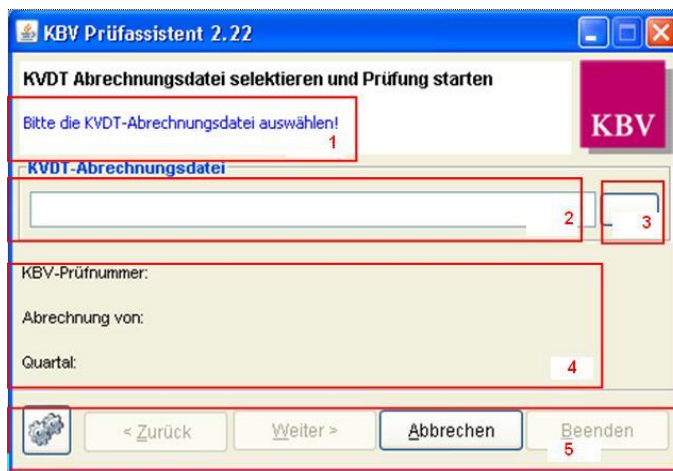 KBV Prüfassistent 2.22
KVDT Abrechnungsdatei selektieren und Prüfung starten
Bitte die KVDT-Abrechnungsdatei auswählen!
KBV
1
KVDT-Abrechnungsdatei
2
3
KBV-Prüfnummer:
Abrechnung von:
Quartal:
4
< Zurück
Weiter >
Abbrechen
Beenden
5